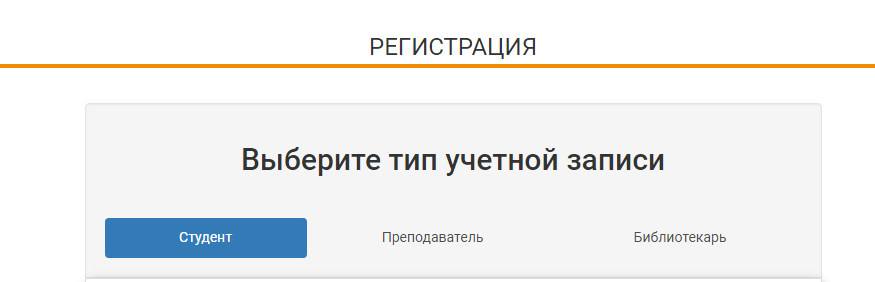 РЕГИСТРАЦИЯ
Выберите тип учетной записи
Студент Преподаватель Библиотекарь